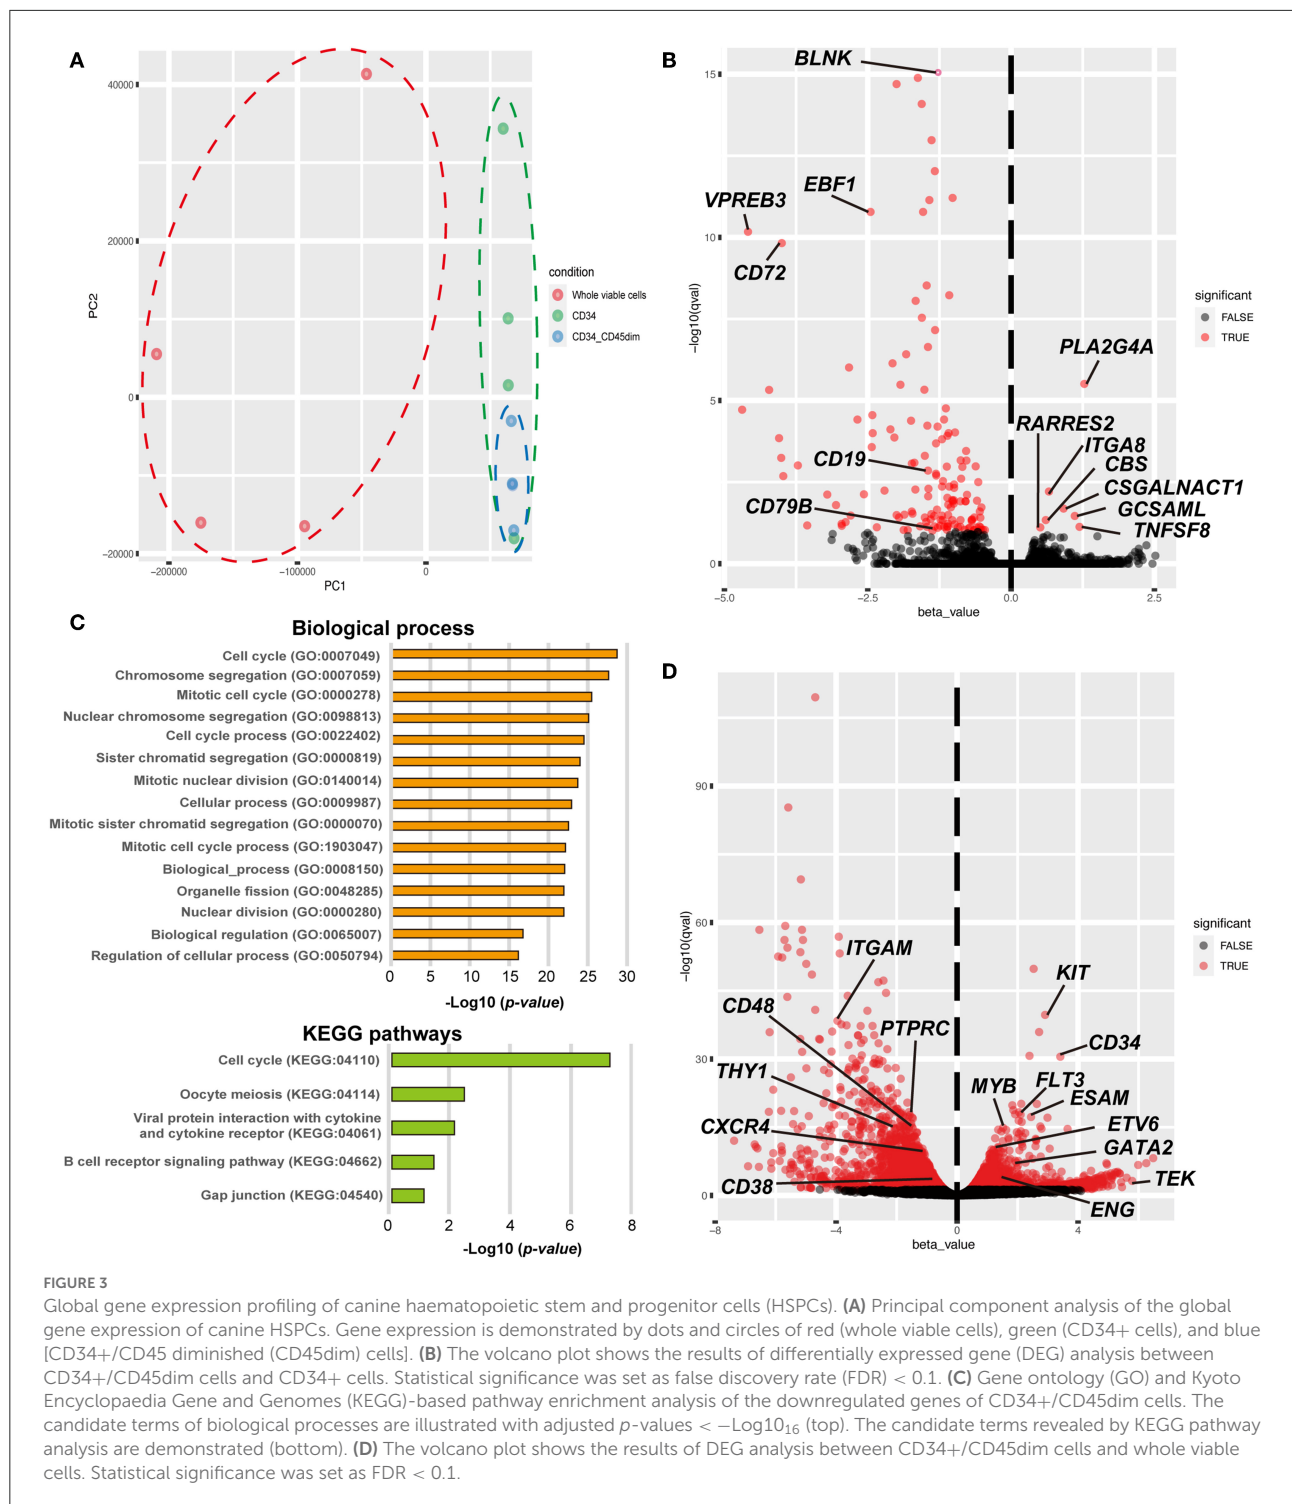 A
40000
20000
0
−20000
PC2
−200000
−100000
0
PC1
condition
Whole viable cells
CD34
CD34_CD45dim
B
15
10
5
0
−log10(qval)
BLNK
EBF1
VPREB3
CD72
CD19
CD79B
PLA2G4A
RARRES2
ITGA8
CBS
CSGALNACT1
GCSAML
TNFSF8
−5.0
−2.5
0.0
2.5
beta_value
significant
FALSE
TRUE
C
Biological process
Cell cycle (GO:0007049)
Chromosome segregation (GO:0007059)
Mitotic cell cycle (GO:0000278)
Nuclear chromosome segregation (GO:0098813)
Cell cycle process (GO:0022402)
Sister chromatid segregation (GO:0000819)
Mitotic nuclear division (GO:0140014)
Cellular process (GO:0009987)
Mitotic sister chromatid segregation (GO:0000070)
Mitotic cell cycle process (GO:1903047)
Biological_process (GO:0008150)
Organelle fission (GO:0048285)
Nuclear division (GO:0000280)
Biological regulation (GO:0065007)
Regulation of cellular process (GO:0050794)
0 5 10 15 20 25 30
-Log10 (p-value)
KEGG pathways
Cell cycle (KEGG:04110)
Oocyte meiosis (KEGG:04114)
Viral protein interaction with cytokine
and cytokine receptor (KEGG:04061)
B cell receptor signaling pathway (KEGG:04662)
Gap junction (KEGG:04540)
0 2 4 6 8
-Log10 (p-value)
D
90
60
30
0
−log10(qval)
ITGAM
CD48
PTPRC
THY1
CXCR4
CD38
KIT
CD34
MYB
FLT3
ESAM
ETV6
GATA2
TEK
ENG
−8
−4
0
4
beta_value
significant
FALSE
TRUE
FIGURE 3
Global gene expression profiling of canine haematopoietic stem and progenitor cells (HSPCs). (A) Principal component analysis of the global
gene expression of canine HSPCs. Gene expression is demonstrated by dots and circles of red (whole viable cells), green (CD34+ cells), and blue
[CD34+/CD45 diminished (CD45dim) cells]. (B) The volcano plot shows the results of differentially expressed gene (DEG) analysis between
CD34+/CD45dim cells and CD34+ cells. Statistical significance was set as false discovery rate (FDR) < 0.1. (C) Gene ontology (GO) and Kyoto
Encyclopaedia Gene and Genomes (KEGG)-based pathway enrichment analysis of the downregulated genes of CD34+/CD45dim cells. The
candidate terms of biological processes are illustrated with adjusted p-values < −Log10₁₆ (top). The candidate terms revealed by KEGG pathway
analysis are demonstrated (bottom). (D) The volcano plot shows the results of DEG analysis between CD34+/CD45dim cells and whole viable
cells. Statistical significance was set as FDR < 0.1.